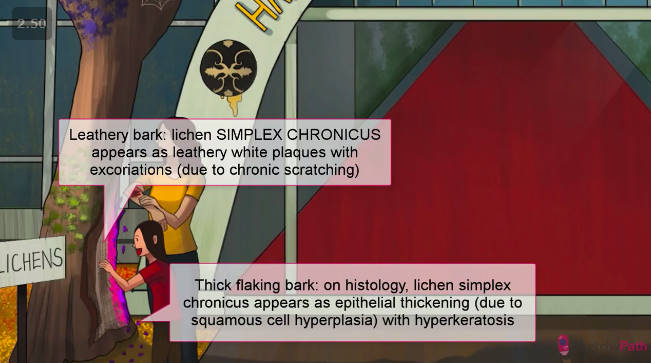 2.50
Leathery bark: lichen SIMPLEX CHRONICUS
appears as leathery white plaques with
excoriations (due to chronic scratching)
LICHENS
Thick flaking bark: on histology, lichen simplex
chronicus appears as epithelial thickening (due to
squamous cell hyperplasia) with hyperkeratosis
Path